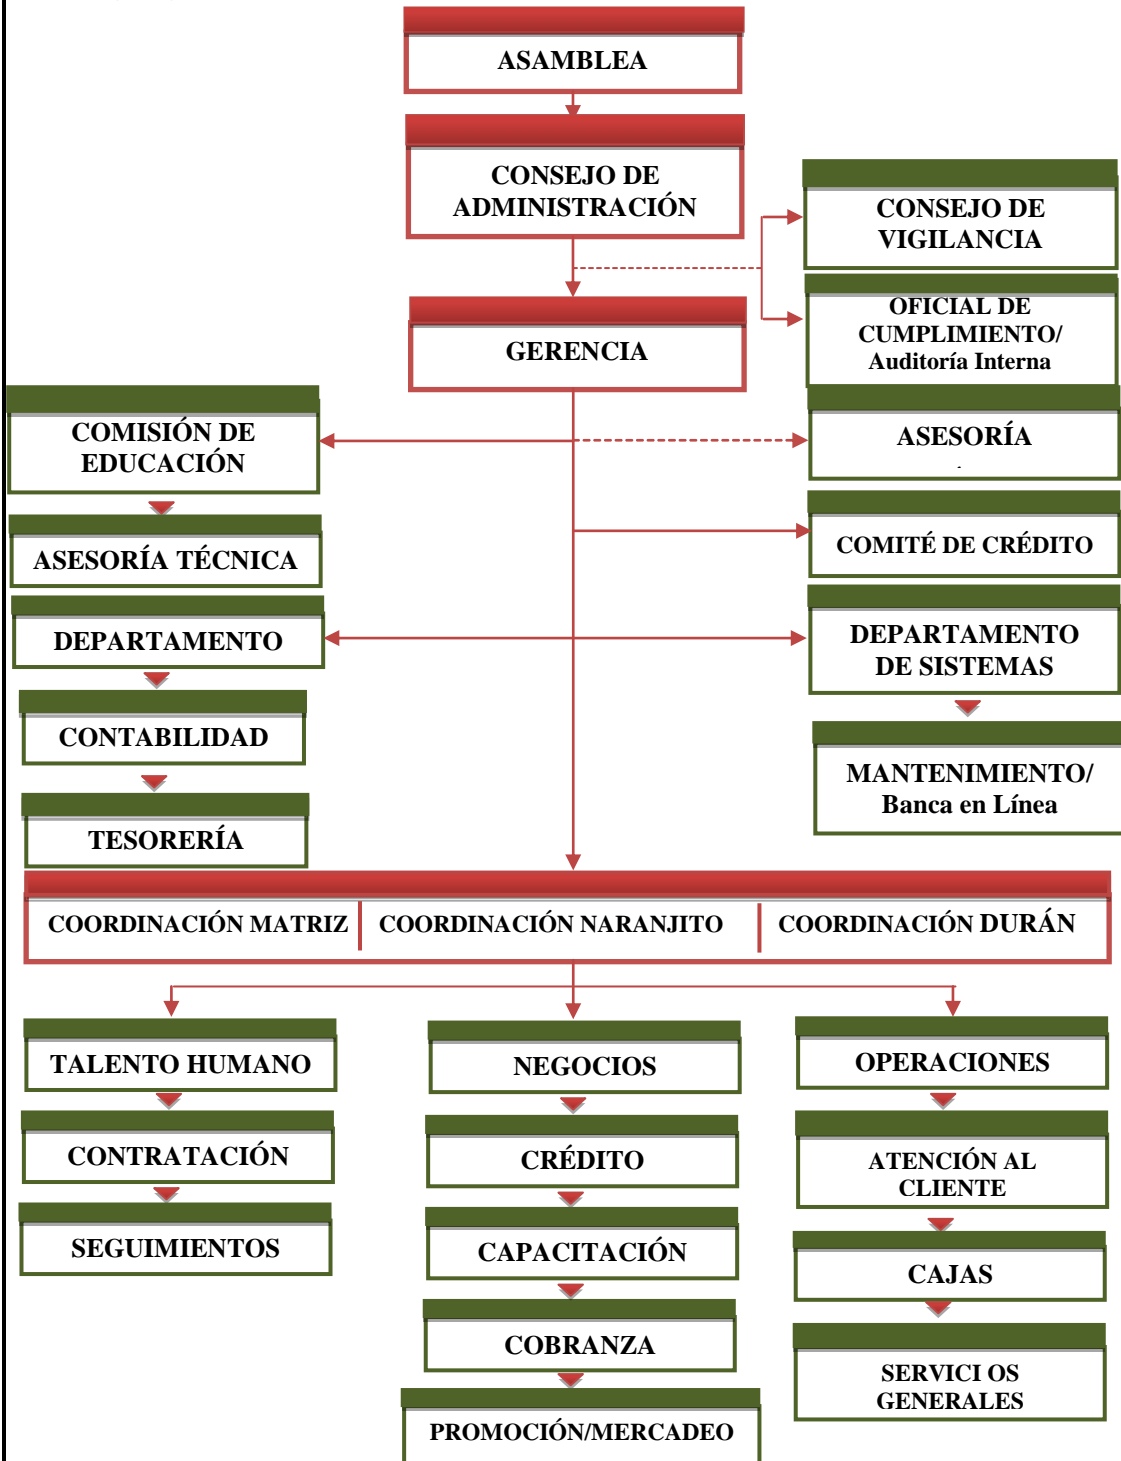 ASAMBLEA
CONSEJO DE
ADMINISTRACIÓN
CONSEJO DE
VIGILANCIA
OFICIAL DE
CUMPLIMIENTO/
Auditoría Interna
GERENCIA
COMISIÓN DE
EDUCACIÓN
ASESORÍA
.
ASESORÍA TÉCNICA
COMITÉ DE CRÉDITO
DEPARTAMENTO
DEPARTAMENTO
DE SISTEMAS
CONTABILIDAD
MANTENIMIENTO/
Banca en Línea
TESORERÍA
COORDINACIÓN MATRIZ
COORDINACIÓN NARANJITO
COORDINACIÓN DURÁN
TALENTO HUMANO
CONTRATACIÓN
SEGUIMIENTOS
NEGOCIOS
CRÉDITO
CAPACITACIÓN
COBRANZA
PROMOCIÓN/MERCADEO
OPERACIONES
ATENCIÓN AL
CLIENTE
CAJAS
SERVICI OS
GENERALES